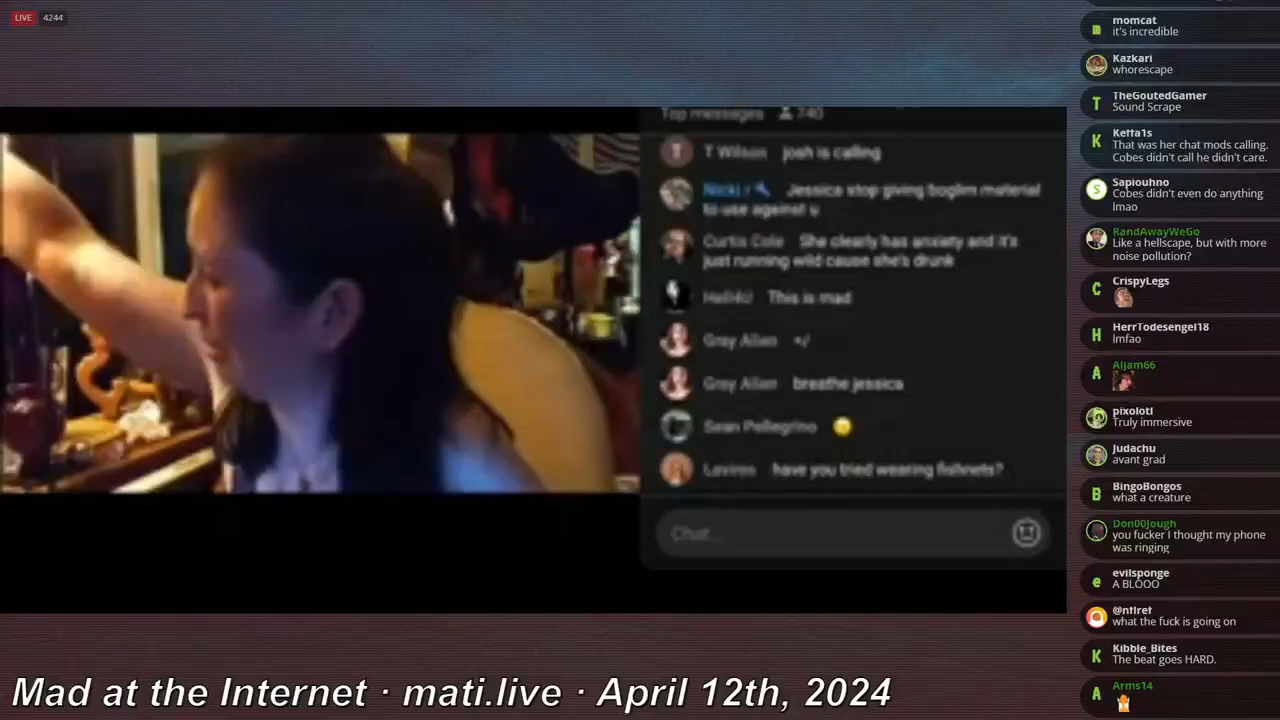 LIVE 4244
Top messages 740
T Wilson josh is calling
Nicki r Jessica stop giving boglim material
to use against u
Curtis Cole She clearly has anxiety and it's
just running wild cause she's drunk
This is mad
Gray Allen =/
Gray Allen breathe jessica
Sean Pellegrino
Laviros have you tried wearing fishnets?
Chat...
momcat
it's incredible
Kazkari
whorescape
TheGoutedGamer
Sound Scrape
Keffa1s
That was her chat mods calling.
Cobes didn't call he didn't care.
Sapiouhno
Cobes didn't even do anything
lmao
RandAwayWeGo
Like a hellscape, but with more
noise pollution?
CrispyLegs
HerrTodesengel18
lmfao
Aljam66
pixolotl
Truly immersive
Judachu
avant grad
BingoBongos
what a creature
Don00Jough
you fucker I thought my phone
was ringing
evilsponge
A BLOOO
@nfiref
what the fuck is going on
Kibble_Bites
The beat goes HARD.
Arms14
Mad at the Internet · mati.live · April 12th, 2024